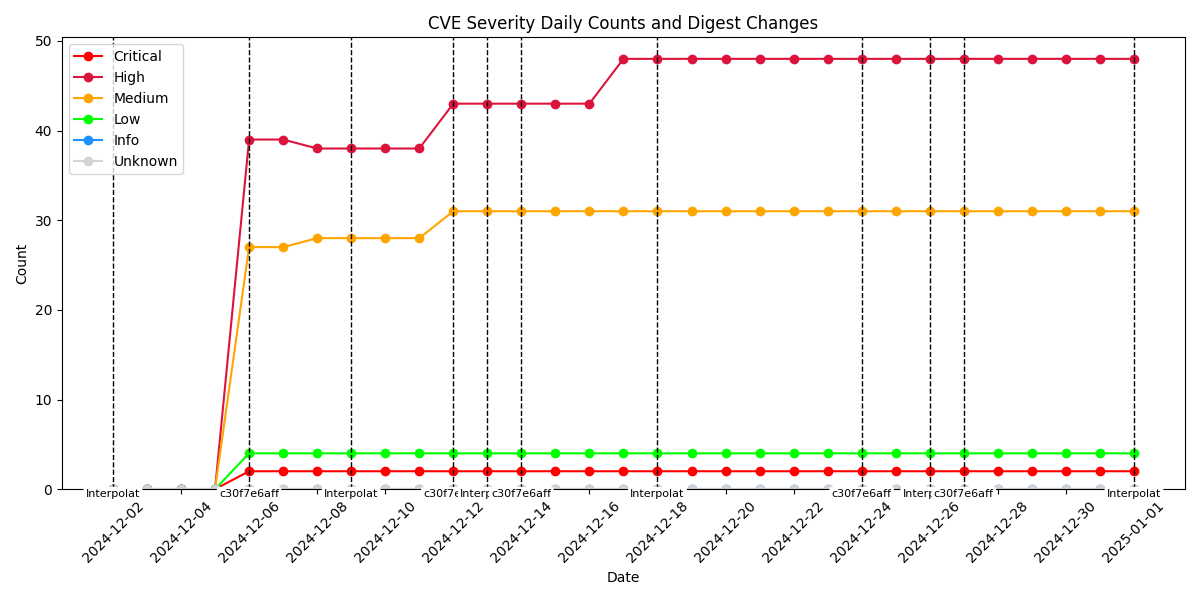 CVE Severity Daily Counts and Digest Changes
50
40
30
20
10
0
Count
Critical
High
Medium
Low
Info
Unknown
Interpolat
c30f7e6aff
Interpolat
c30f7e
Interp
c30f7e6aff
Interpolat
c30f7e6aff
Interp
c30f7e6aff
Interpolat
2024-12-02
2024-12-04
2024-12-06
2024-12-08
2024-12-10
2024-12-12
2024-12-14
2024-12-16
2024-12-18
2024-12-20
2024-12-22
2024-12-24
2024-12-26
2024-12-28
2024-12-30
2025-01-01
Date